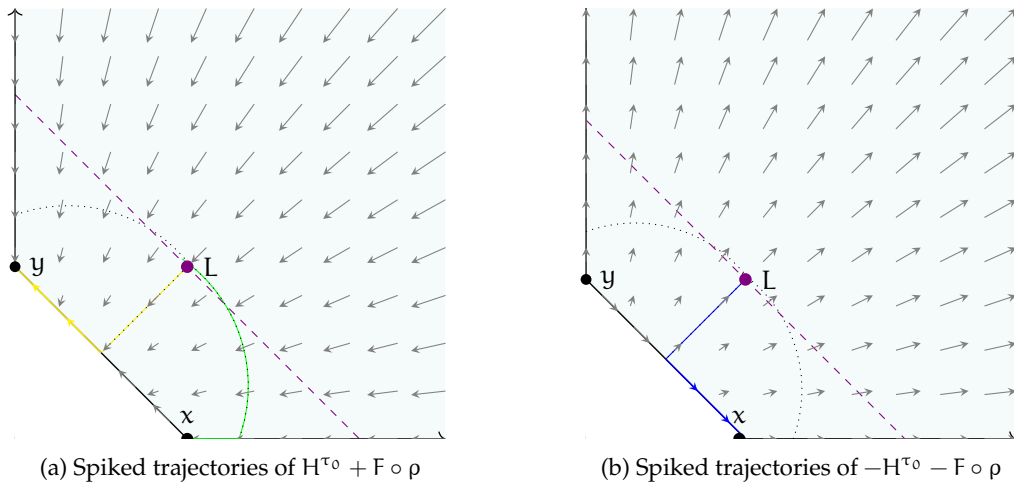 y
L
x
(a) Spiked trajectories of H^{τ₀} + F ∘ ρ
y
L
x
(b) Spiked trajectories of −H^{τ₀} − F ∘ ρ